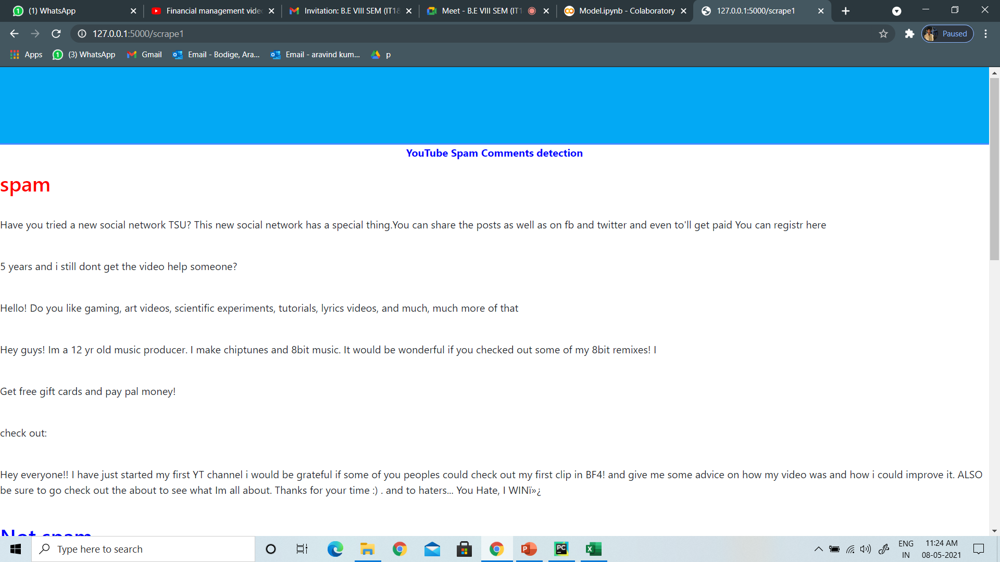 (1) WhatsApp
Financial management vide
Invitation: B.E VIII SEM (IT18
Meet - B.E VIII SEM (IT1
Model.ipynb - Colaboratory
127.0.0.1:5000/scrape1
127.0.0.1:5000/scrape1
Paused
Apps
(3) WhatsApp
Gmail
Email - Bodige, Ara...
Email - aravind kum...
p
YouTube Spam Comments detection
spam
Have you tried a new social network TSU? This new social network has a special thing.You can share the posts as well as on fb and twitter and even to'll get paid You can registr here
5 years and i still dont get the video help someone?
Hello! Do you like gaming, art videos, scientific experiments, tutorials, lyrics videos, and much, much more of that
Hey guys! Im a 12 yr old music producer. I make chiptunes and 8bit music. It would be wonderful if you checked out some of my 8bit remixes! I
Get free gift cards and pay pal money!
check out:
Hey everyone!! I have just started my first YT channel i would be grateful if some of you peoples could check out my first clip in BF4! and give me some advice on how my video was and how i could improve it. ALSO
be sure to go check out the about to see what Im all about. Thanks for your time :) . and to haters... You Hate, I WINï»¿
Not spam
Type here to search
ENG
IN
11:24 AM
08-05-2021